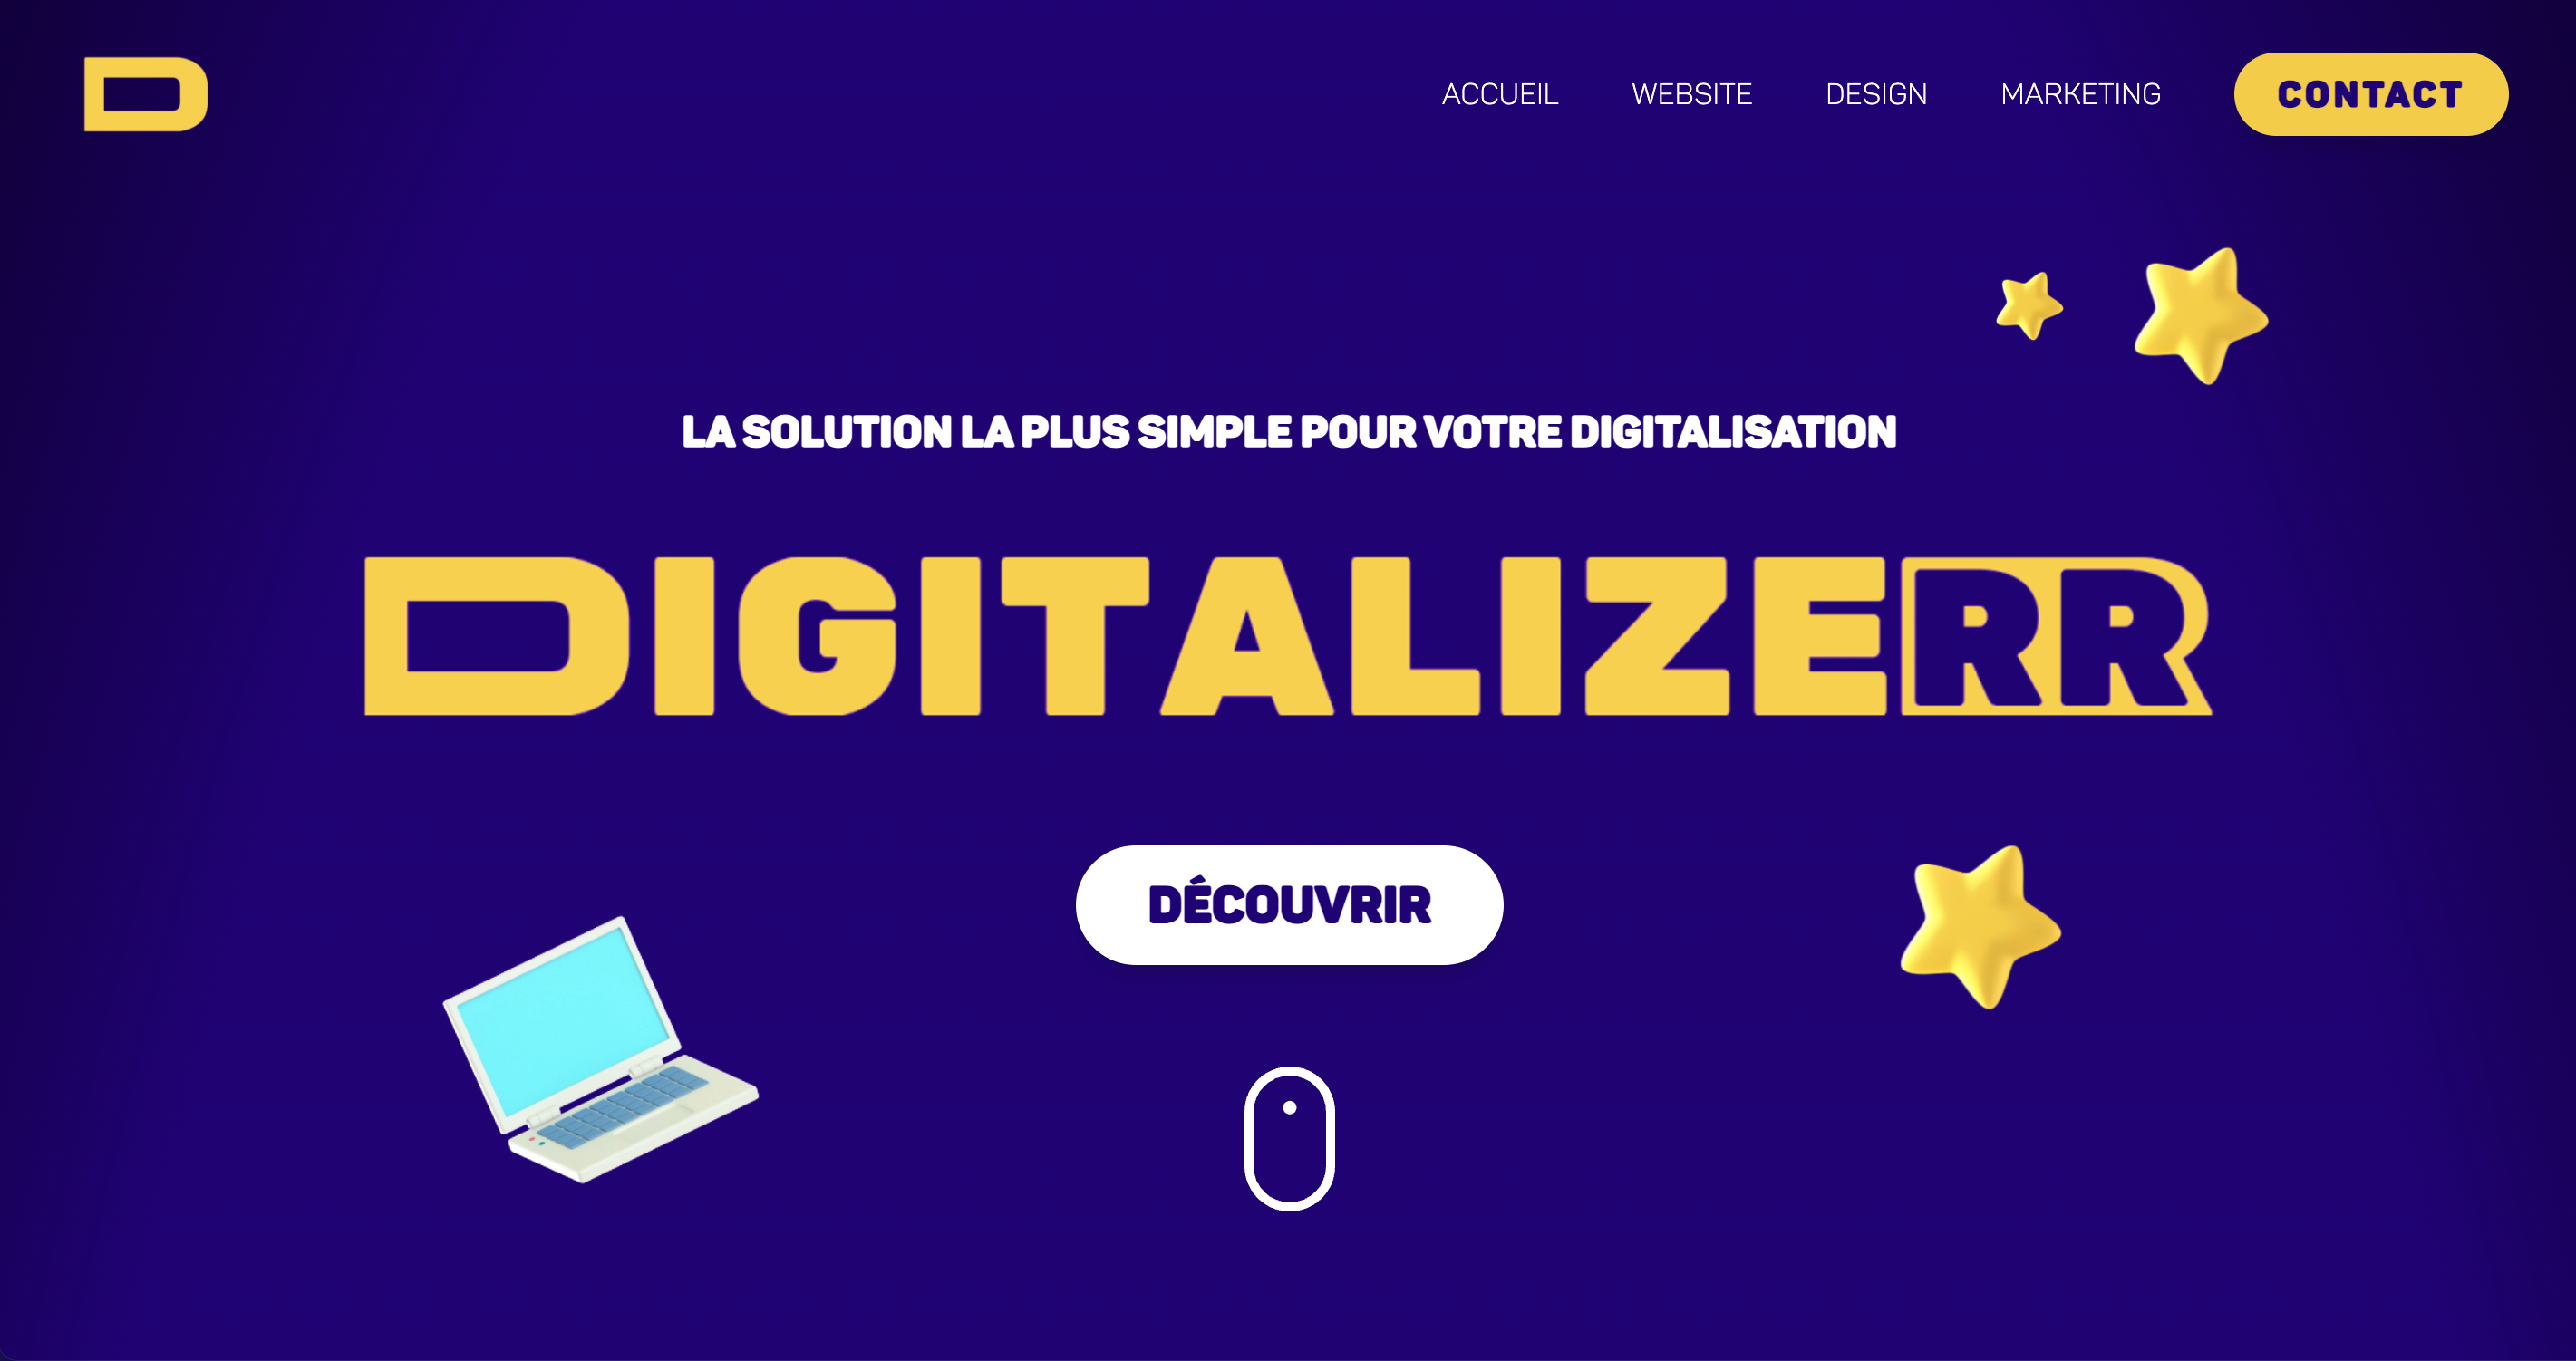 D
ACCUEIL WEBSITE DESIGN MARKETING CONTACT
LA SOLUTION LA PLUS SIMPLE POUR VOTRE DIGITALISATION
DIGITALIZERR
DÉCOUVRIR